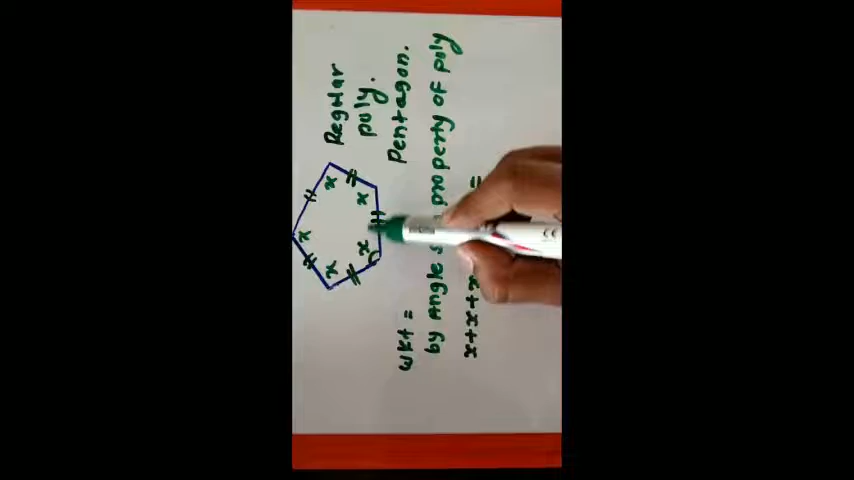 Regular
poly.
Pentagon.
x
x
x
x
x
wkt =
by Angle property of poly
x+x+x =